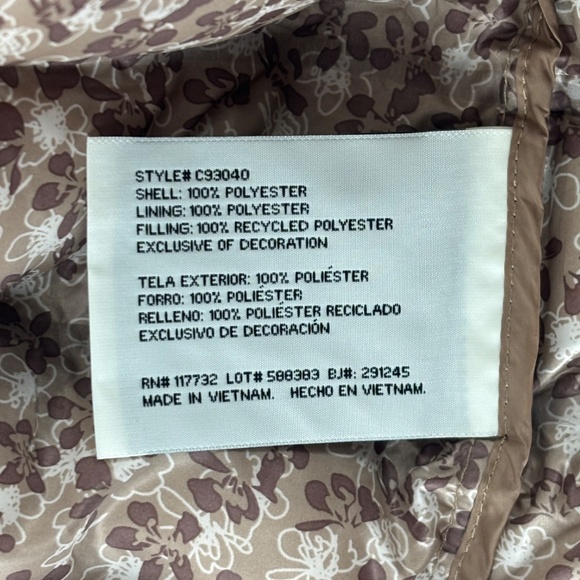 STYLE# C93040
SHELL: 100% POLYESTER
LINING: 100% POLYESTER
FILLING: 100% RECYCLED POLYESTER
EXCLUSIVE OF DECORATION
TELA EXTERIOR: 100% POLIÉSTER
FORRO: 100% POLIÉSTER
RELLENO: 100% POLIÉSTER RECICLADO
EXCLUSIVO DE DECORACIÓN
RN# 117732 LOT# 588383 BJ#: 291245
MADE IN VIETNAM. HECHO EN VIETNAM.